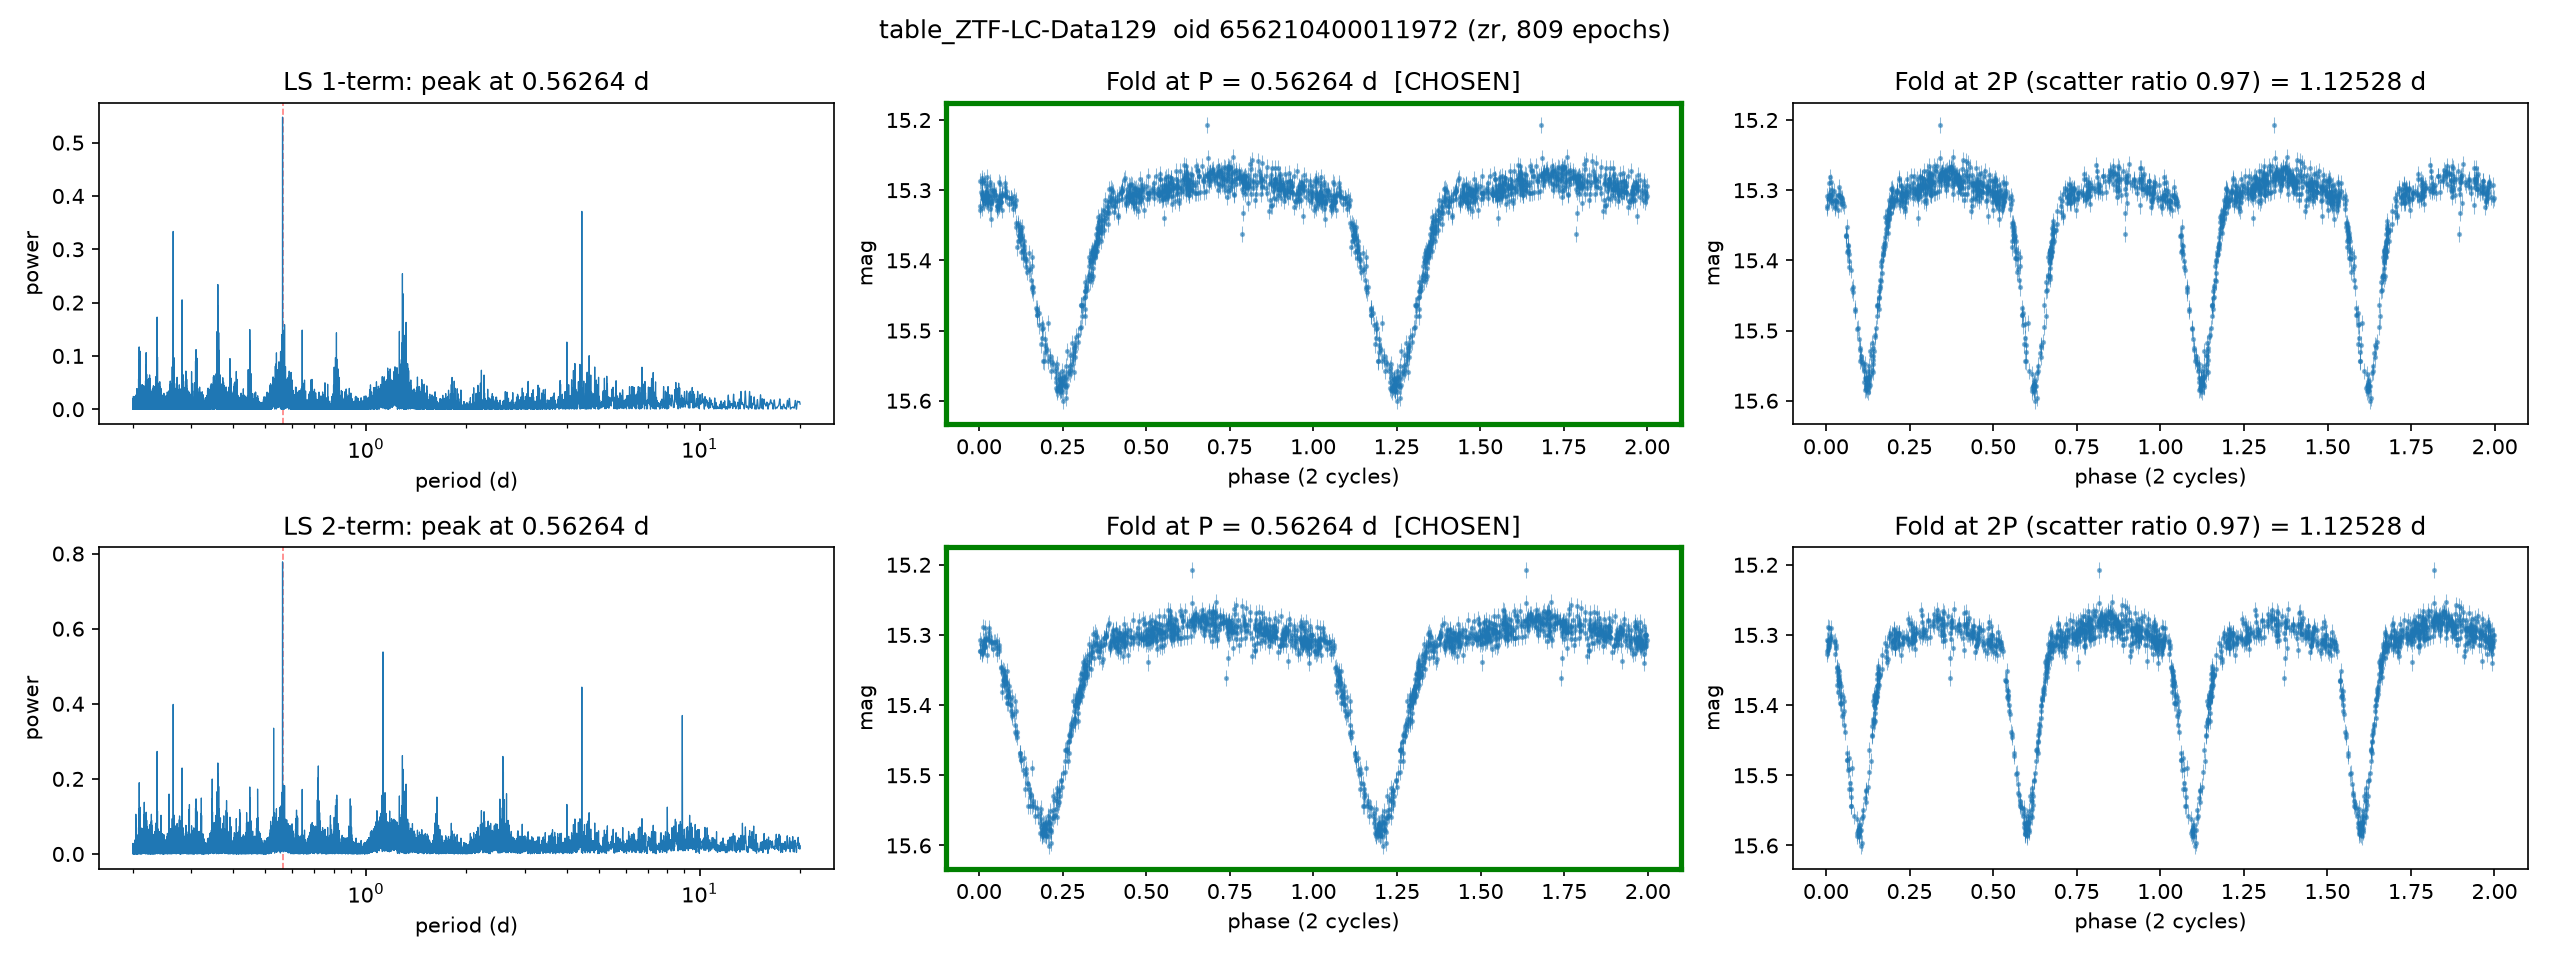 table_ZTF-LC-Data129  oid 656210400011972 (zr, 809 epochs)
LS 1-term: peak at 0.56264 d
power
0.5
0.4
0.3
0.2
0.1
0.0
10^0
10^1
period (d)
Fold at P = 0.56264 d  [CHOSEN]
mag
15.2
15.3
15.4
15.5
15.6
0.00 0.25 0.50 0.75 1.00 1.25 1.50 1.75 2.00
phase (2 cycles)
Fold at 2P (scatter ratio 0.97) = 1.12528 d
mag
15.2
15.3
15.4
15.5
15.6
0.00 0.25 0.50 0.75 1.00 1.25 1.50 1.75 2.00
phase (2 cycles)
LS 2-term: peak at 0.56264 d
power
0.8
0.6
0.4
0.2
0.0
10^0
10^1
period (d)
Fold at P = 0.56264 d  [CHOSEN]
mag
15.2
15.3
15.4
15.5
15.6
0.00 0.25 0.50 0.75 1.00 1.25 1.50 1.75 2.00
phase (2 cycles)
Fold at 2P (scatter ratio 0.97) = 1.12528 d
mag
15.2
15.3
15.4
15.5
15.6
0.00 0.25 0.50 0.75 1.00 1.25 1.50 1.75 2.00
phase (2 cycles)